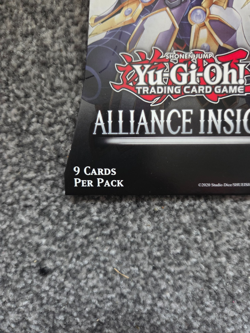 SHONEN JUMP
Yu-Gi-Oh!
TRADING CARD GAME
ALLIANCE INSIG
9 CARDS
PER PACK